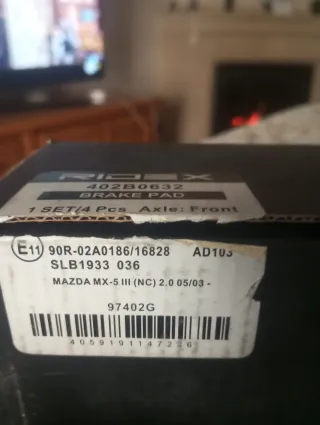 RIDEX
402B0632
BRAKE PAD
1 SET/4 Pcs Axle: Front
E11 90R-02A0186/16828 AD103
SLB1933 036
MAZDA MX-5 III (NC) 2.0 05/03 -
97402G
4059191147226